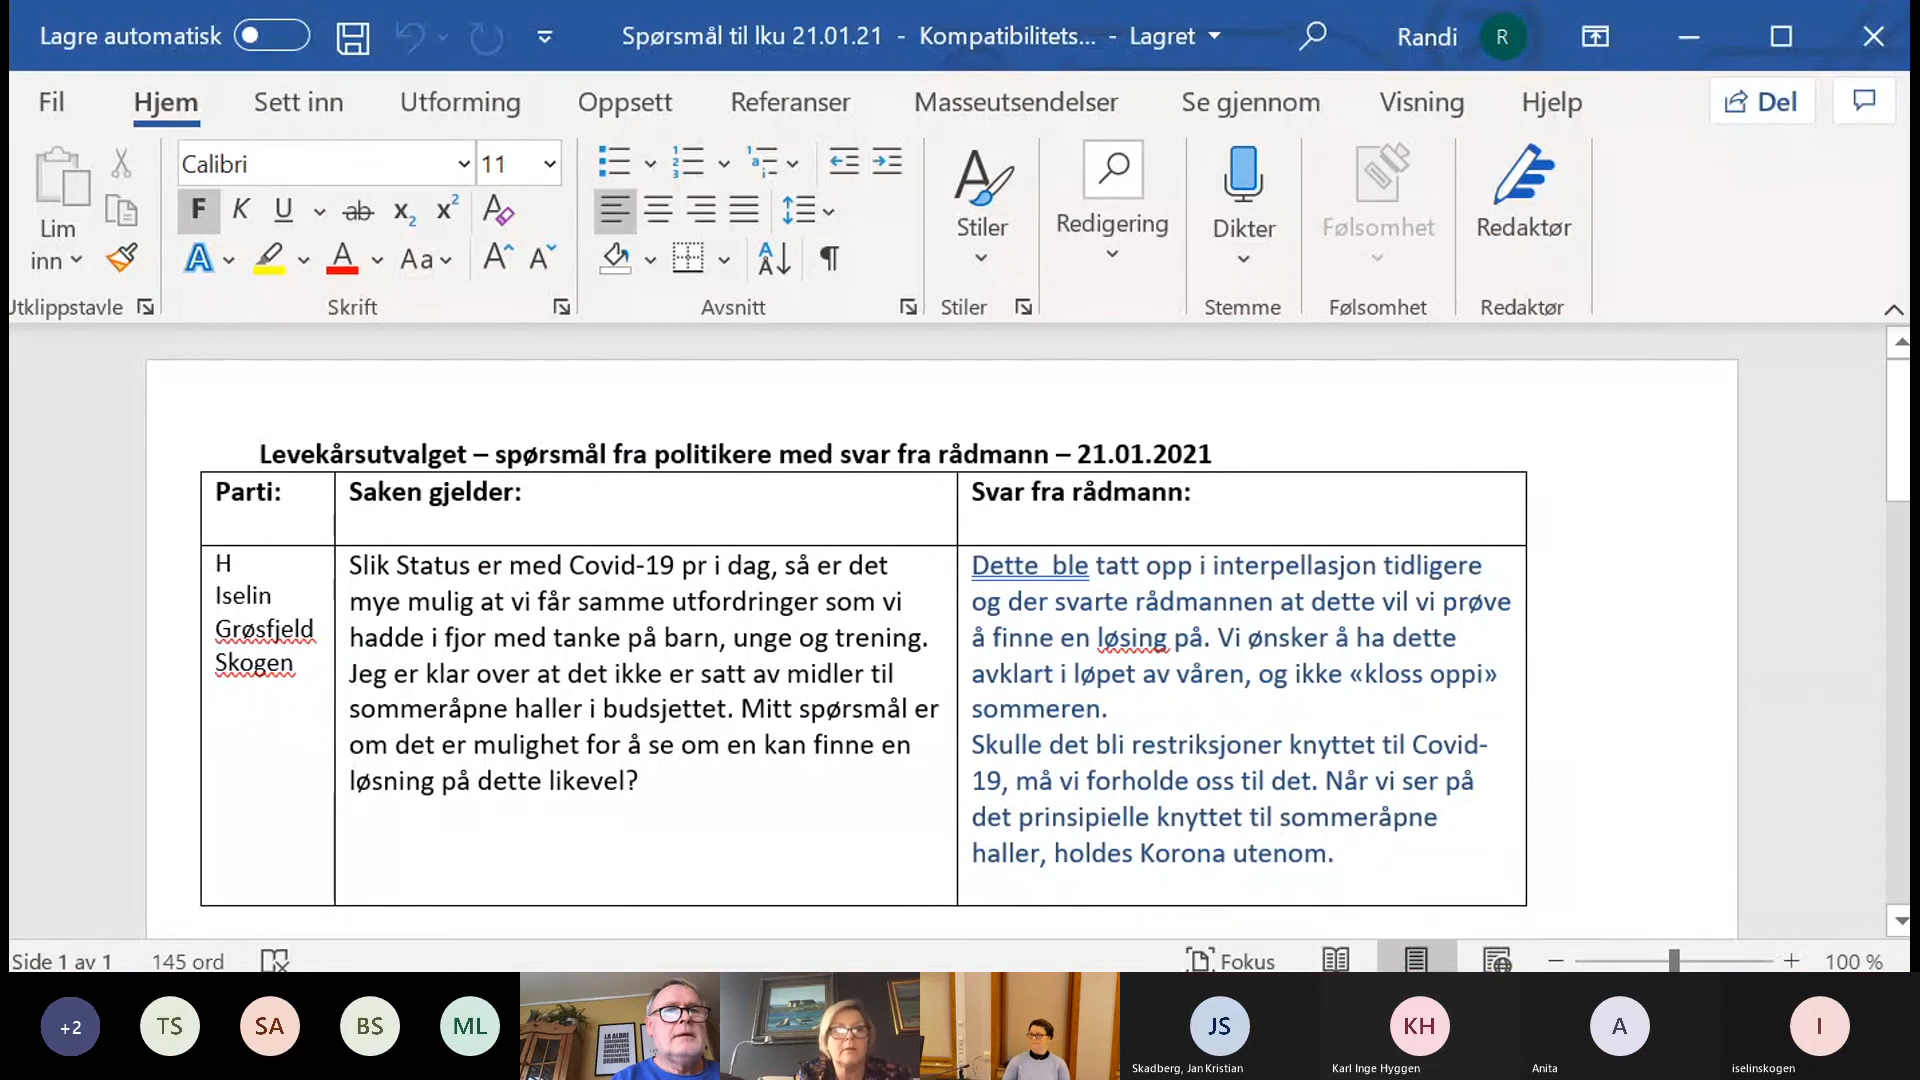 Lagre automatisk
Spørsmål til lku 21.01.21 - Kompatibilitets... - Lagret
Randi
R
Fil
Hjem
Sett inn
Utforming
Oppsett
Referanser
Masseutsendelser
Se gjennom
Visning
Hjelp
Del
Lim
inn
Calibri
11
F K U ab x2 x2
A A Aa A A
Stiler
Redigering
Dikter
Følsomhet
Redaktør
Utklippstavle
Skrift
Avsnitt
Stiler
Stemme
Følsomhet
Redaktør
Levekårsutvalget – spørsmål fra politikere med svar fra rådmann – 21.01.2021
Parti:
Saken gjelder:
Svar fra rådmann:
H
Iselin
Grøsfjeld
Skogen
Slik Status er med Covid-19 pr i dag, så er det
mye mulig at vi får samme utfordringer som vi
hadde i fjor med tanke på barn, unge og trening.
Jeg er klar over at det ikke er satt av midler til
sommeråpne haller i budsjettet. Mitt spørsmål er
om det er mulighet for å se om en kan finne en
løsning på dette likevel?
Dette ble tatt opp i interpellasjon tidligere
og der svarte rådmannen at dette vil vi prøve
å finne en løsing på. Vi ønsker å ha dette
avklart i løpet av våren, og ikke «kloss oppi»
sommeren.
Skulle det bli restriksjoner knyttet til Covid-
19, må vi forholde oss til det. Når vi ser på
det prinsipielle knyttet til sommeråpne
haller, holdes Korona utenom.
Side 1 av 1
145 ord
Fokus
100 %
+2
TS
SA
BS
ML
LA ALDRI
DRØMMER
JS
Skadberg, Jan Kristian
KH
Karl Inge Hyggen
A
Anita
I
iselinskogen